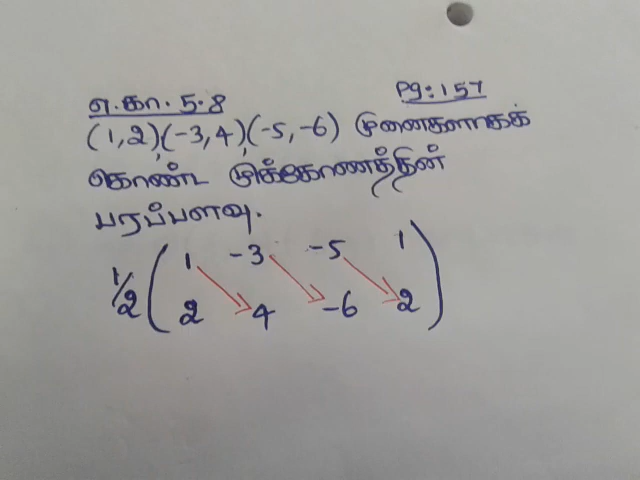 எ.கா. 5.8 Pg: 157
(1,2),(-3,4),(-5,-6) முனைகளாகக்
கொண்ட முக்கோணத்தின்
பரப்பளவு.
1/2 ( 1 -3 -5 1
2 4 -6 2 )